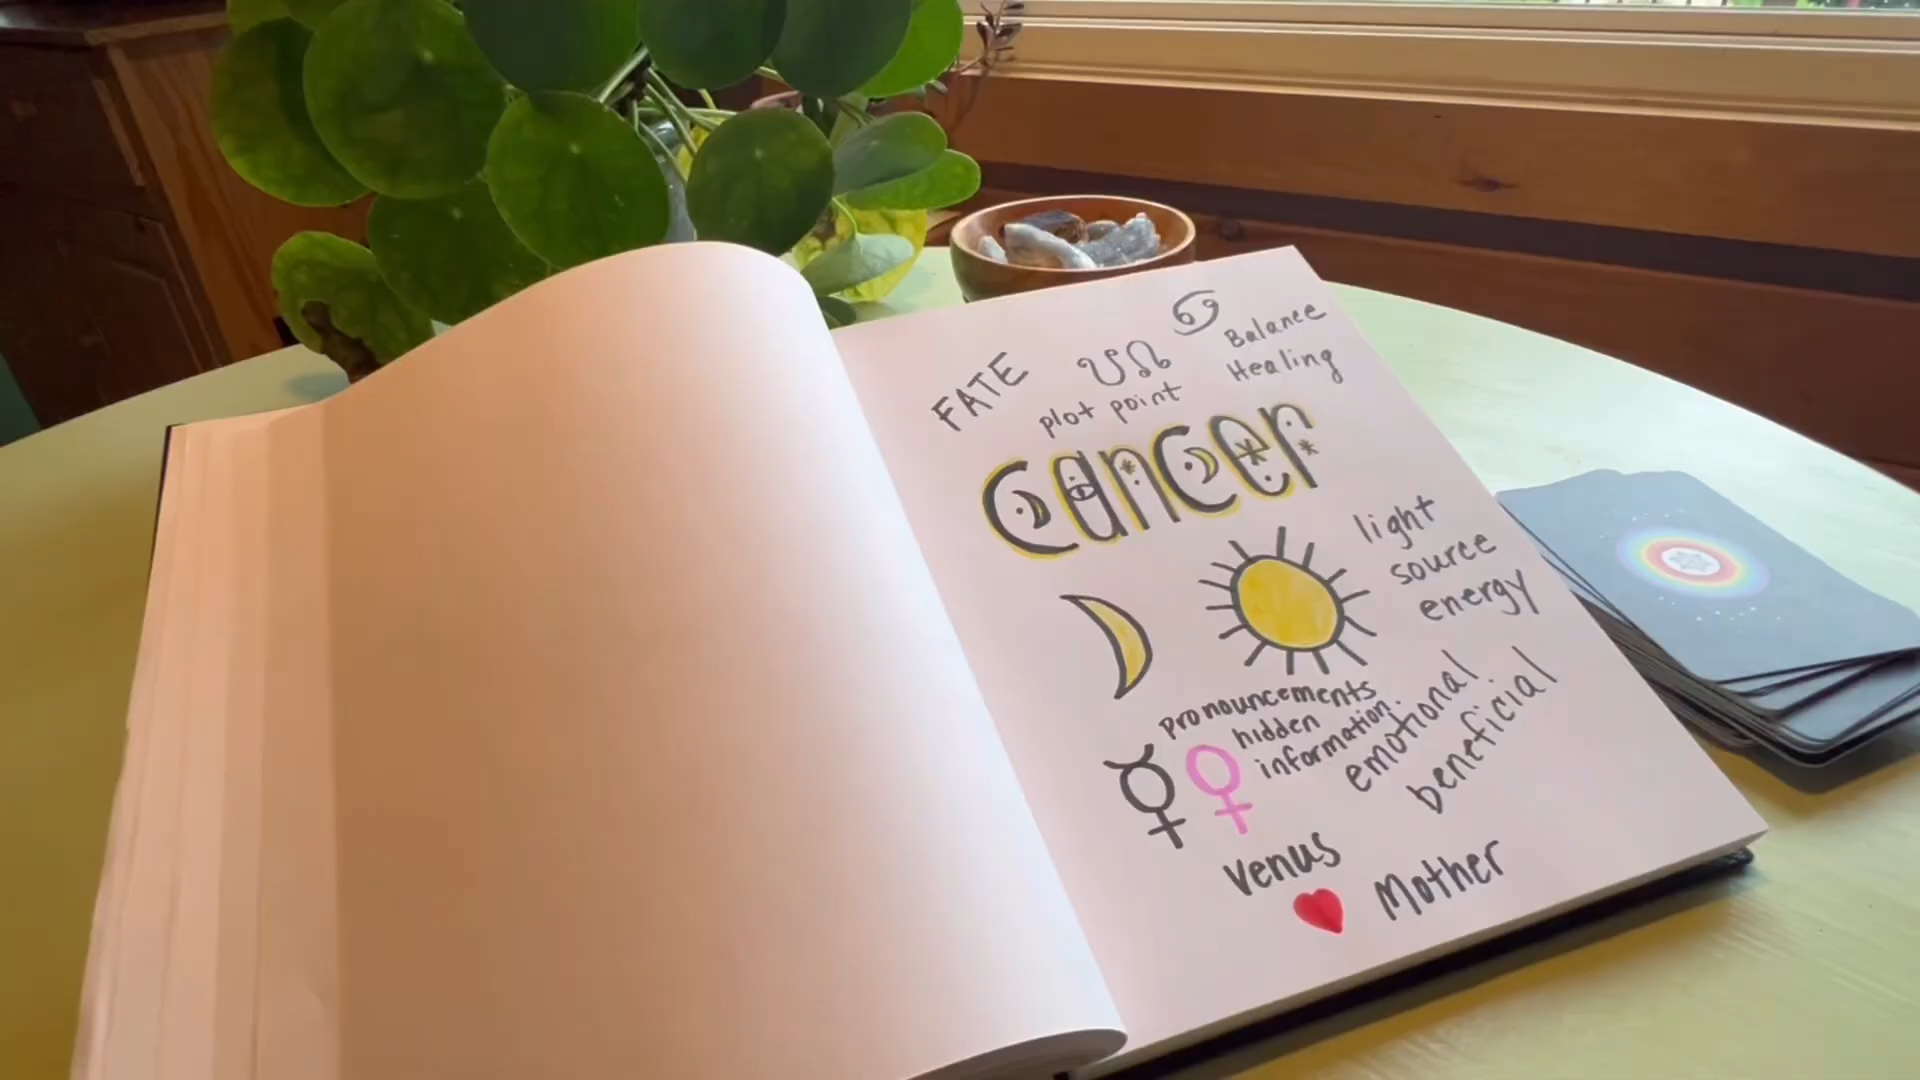 FATE
plot point
Balance
Healing
cancer
light
source
energy
pronouncements
hidden
information.
emotional
beneficial
Venus
Mother